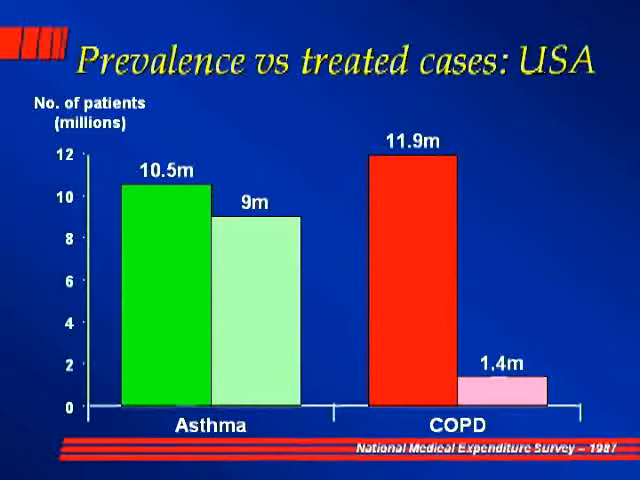 Prevalence vs treated cases: USA
No. of patients
(millions)
11.9m
12
10.5m
10
9m
8
6
4
2
1.4m
0
Asthma
COPD
National Medical Expenditure Survey – 1987